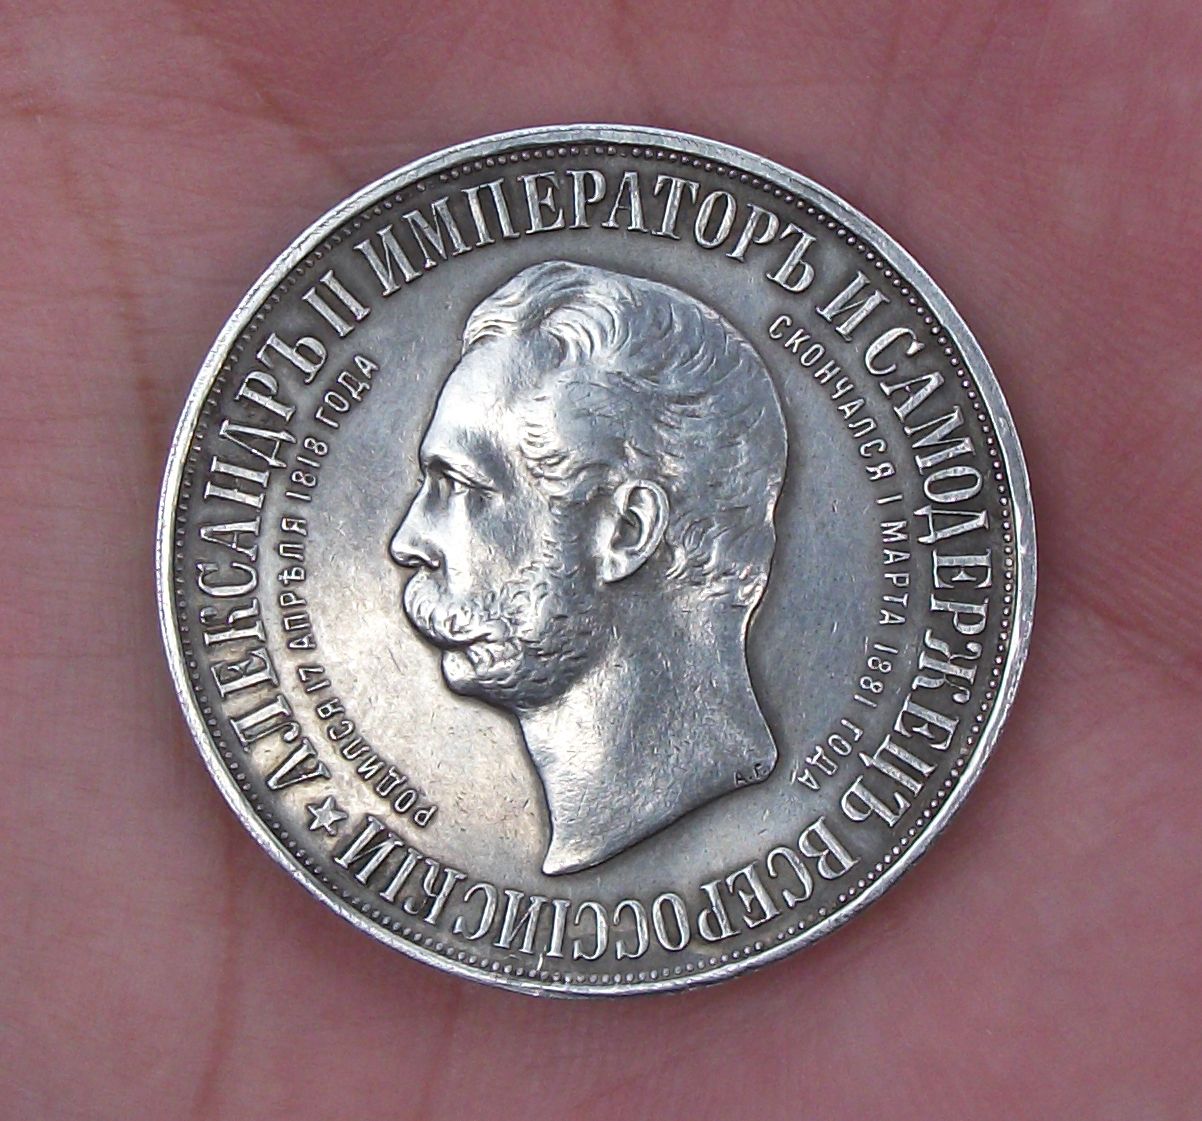 АЛЕКСАНДРЪ II ИМПЕРАТОРЪ И САМОДЕРЖЕЦЪ ВСЕРОССІЙСКІЙ
РОДИЛСЯ 17 АПРѢЛЯ 1818 ГОДА
СКОНЧАЛСЯ 1 МАРТА 1881 ГОДА
А.Г.